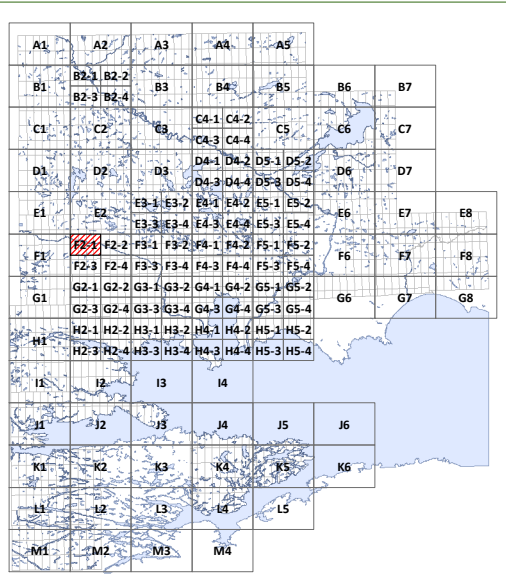 A1 A2 A3 A4 A5
B2-1 B2-2
B1 B3 B4 B5 B6 B7
B2-3 B2-4
C4-1 C4-2
C1 C2 C3 C5 C6 C7
C4-3 C4-4
D4-1 D4-2 D5-1 D5-2
D1 D2 D3 D6 D7
D4-3 D4-4 D5-3 D5-4
E3-1 E3-2 E4-1 E4-2 E5-1 E5-2
E1 E2 E6 E7 E8
E3-3 E3-4 E4-3 E4-4 E5-3 E5-4
F2-1 F2-2 F3-1 F3-2 F4-1 F4-2 F5-1 F5-2
F1 F6 F7 F8
F2-3 F2-4 F3-3 F3-4 F4-3 F4-4 F5-3 F5-4
G2-1 G2-2 G3-1 G3-2 G4-1 G4-2 G5-1 G5-2
G1 G6 G7 G8
G2-3 G2-4 G3-3 G3-4 G4-3 G4-4 G5-3 G5-4
H2-1 H2-2 H3-1 H3-2 H4-1 H4-2 H5-1 H5-2
H1
H2-3 H2-4 H3-3 H3-4 H4-3 H4-4 H5-3 H5-4
I1 I2 I3 I4
J1 J2 J3 J4 J5 J6
K1 K2 K3 K4 K5 K6
L1 L2 L3 L4 L5
M1 M2 M3 M4